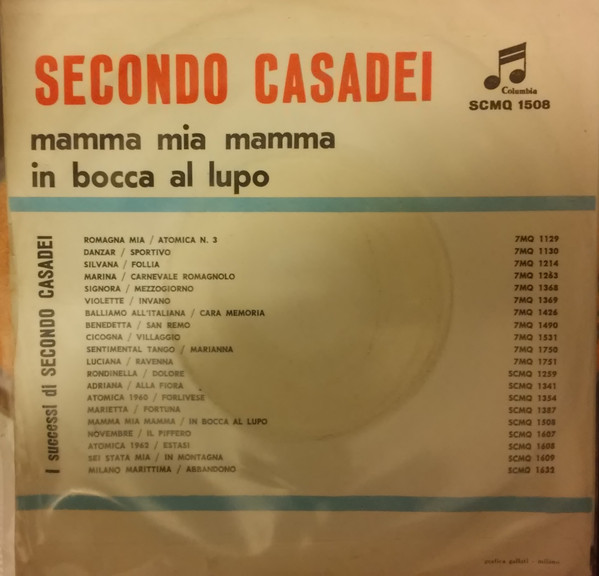 SECONDO CASADEI
Columbia
SCMQ 1508
mamma mia mamma
in bocca al lupo
I successi di SECONDO CASADEI
ROMAGNA MIA / ATOMICA N. 3 7MQ 1129
DANZAR / SPORTIVO 7MQ 1130
SILVANA / FOLLIA 7MQ 1214
MARINA / CARNEVALE ROMAGNOLO 7MQ 1263
SIGNORA / MEZZOGIORNO 7MQ 1368
VIOLETTE / INVANO 7MQ 1369
BALLIAMO ALL'ITALIANA / CARA MEMORIA 7MQ 1426
BENEDETTA / SAN REMO 7MQ 1490
CICOGNA / VILLAGGIO 7MQ 1531
SENTIMENTAL TANGO / MARIANNA 7MQ 1750
LUCIANA / RAVENNA 7MQ 1751
RONDINELLA / DOLORE SCMQ 1259
ADRIANA / ALLA FIORA SCMQ 1341
ATOMICA 1960 / FORLIVESE SCMQ 1354
MARIETTA / FORTUNA SCMQ 1387
MAMMA MIA MAMMA / IN BOCCA AL LUPO SCMQ 1508
NOVEMBRE / IL PIFFERO SCMQ 1607
ATOMICA 1962 / ESTASI SCMQ 1608
SEI STATA MIA / IN MONTAGNA SCMQ 1609
MILANO MARITTIMA / ABBANDONO SCMQ 1632
milano